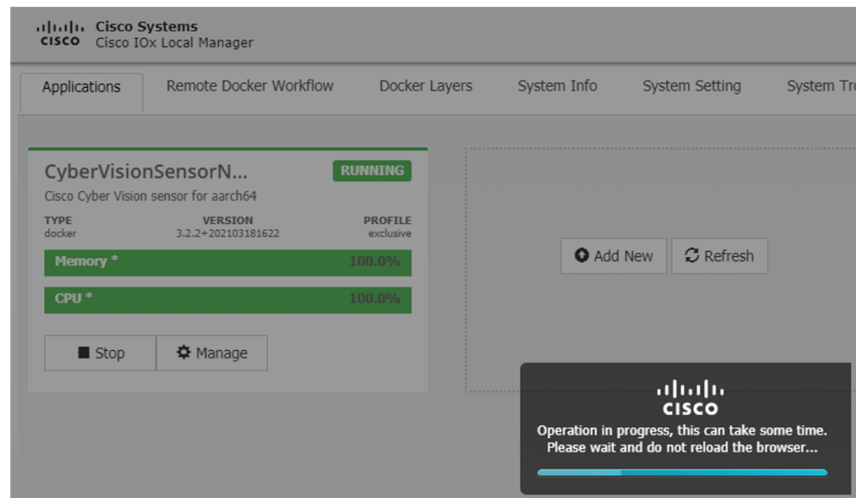 Cisco Systems
CISCO Cisco IOx Local Manager
Applications Remote Docker Workflow Docker Layers System Info System Setting System Tro
CyberVisionSensorN... RUNNING
Cisco Cyber Vision sensor for aarch64
TYPE VERSION PROFILE
docker 3.2.2+202103181622 exclusive
Memory * 100.0%
CPU * 100.0%
Add New Refresh
Stop Manage
CISCO
Operation in progress, this can take some time.
Please wait and do not reload the browser...